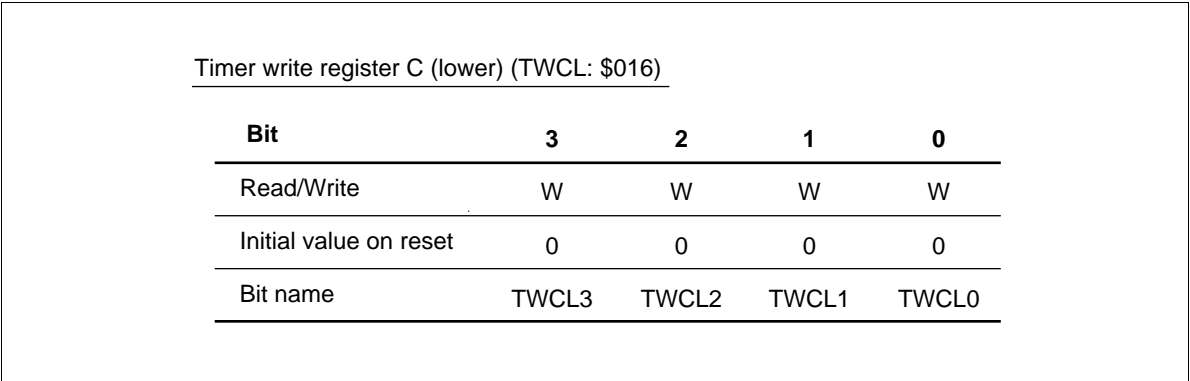 Timer write register C (lower) (TWCL: $016)
Bit 3 2 1 0
Read/Write W W W W
Initial value on reset 0 0 0 0
Bit name TWCL3 TWCL2 TWCL1 TWCL0